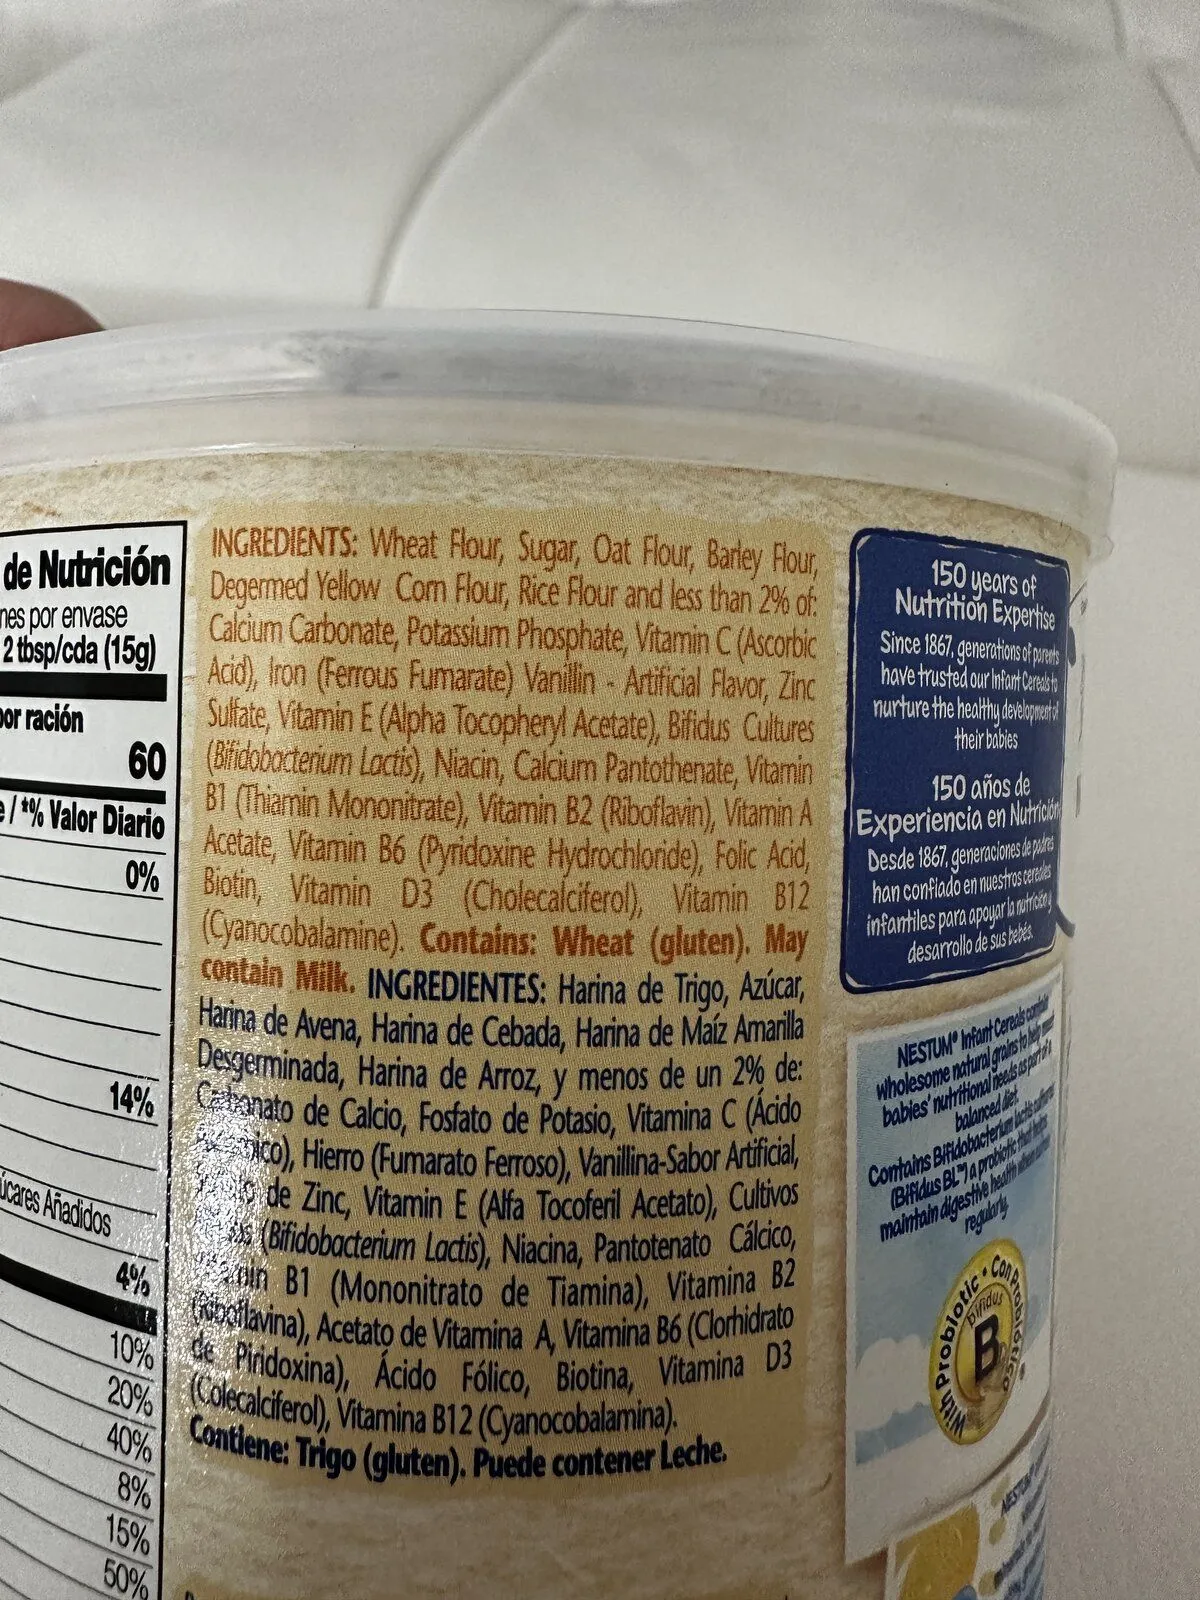 de Nutrición
nes por envase
2 tbsp/cda (15g)
por ración
60
e / *% Valor Diario
0%
14%
úcares Añadidos
4%
10%
20%
40%
8%
15%
50%
INGREDIENTS: Wheat Flour, Sugar, Oat Flour, Barley Flour,
Degermed Yellow Corn Flour, Rice Flour and less than 2% of:
Calcium Carbonate, Potassium Phosphate, Vitamin C (Ascorbic
Acid), Iron (Ferrous Fumarate) Vanillin - Artificial Flavor, Zinc
Sulfate, Vitamin E (Alpha Tocopheryl Acetate), Bifidus Cultures
(Bifidobacterium Lactis), Niacin, Calcium Pantothenate, Vitamin
B1 (Thiamin Mononitrate), Vitamin B2 (Riboflavin), Vitamin A
Acetate, Vitamin B6 (Pyridoxine Hydrochloride), Folic Acid,
Biotin, Vitamin D3 (Cholecalciferol), Vitamin B12
(Cyanocobalamine). Contains: Wheat (gluten). May
contain Milk. INGREDIENTES: Harina de Trigo, Azúcar,
Harina de Avena, Harina de Cebada, Harina de Maíz Amarilla
Desgerminada, Harina de Arroz, y menos de un 2% de:
Carbonato de Calcio, Fosfato de Potasio, Vitamina C (Ácido
Hierro (Fumarato Ferroso), Vanillina-Sabor Artificial,
de Zinc, Vitamin E (Alfa Tocoferil Acetato), Cultivos
(Bifidobacterium Lactis), Niacina, Pantotenato Cálcico,
B1 (Mononitrato de Tiamina), Vitamina B2
(Riboflavina), Acetato de Vitamina A, Vitamina B6 (Clorhidrato
de Piridoxina), Ácido Fólico, Biotina, Vitamina D3
(Colecalciferol), Vitamina B12 (Cyanocobalamina).
Contiene: Trigo (gluten). Puede contener Leche.
150 years of
Nutrition Expertise
Since 1867, generations of parents
have trusted our Infant Cereals to
nurture the healthy development of
their babies
150 años de
Experiencia en Nutrición
Desde 1867, generaciones de padres
han confiado en nuestros cereales
infantiles para apoyar la nutrición y
desarrollo de sus bebés.
NESTUM® Infant Cereals contain
wholesome natural grains to help meet
babies' nutritional needs as part of a
balanced diet.
Contains Bifidobacterium lactis cultures
(Bifidus BL™) a probiotic that helps
maintain digestive health when
regularly.
With Probiotic • Con Probiótico
Bifidus
B
NESTUM